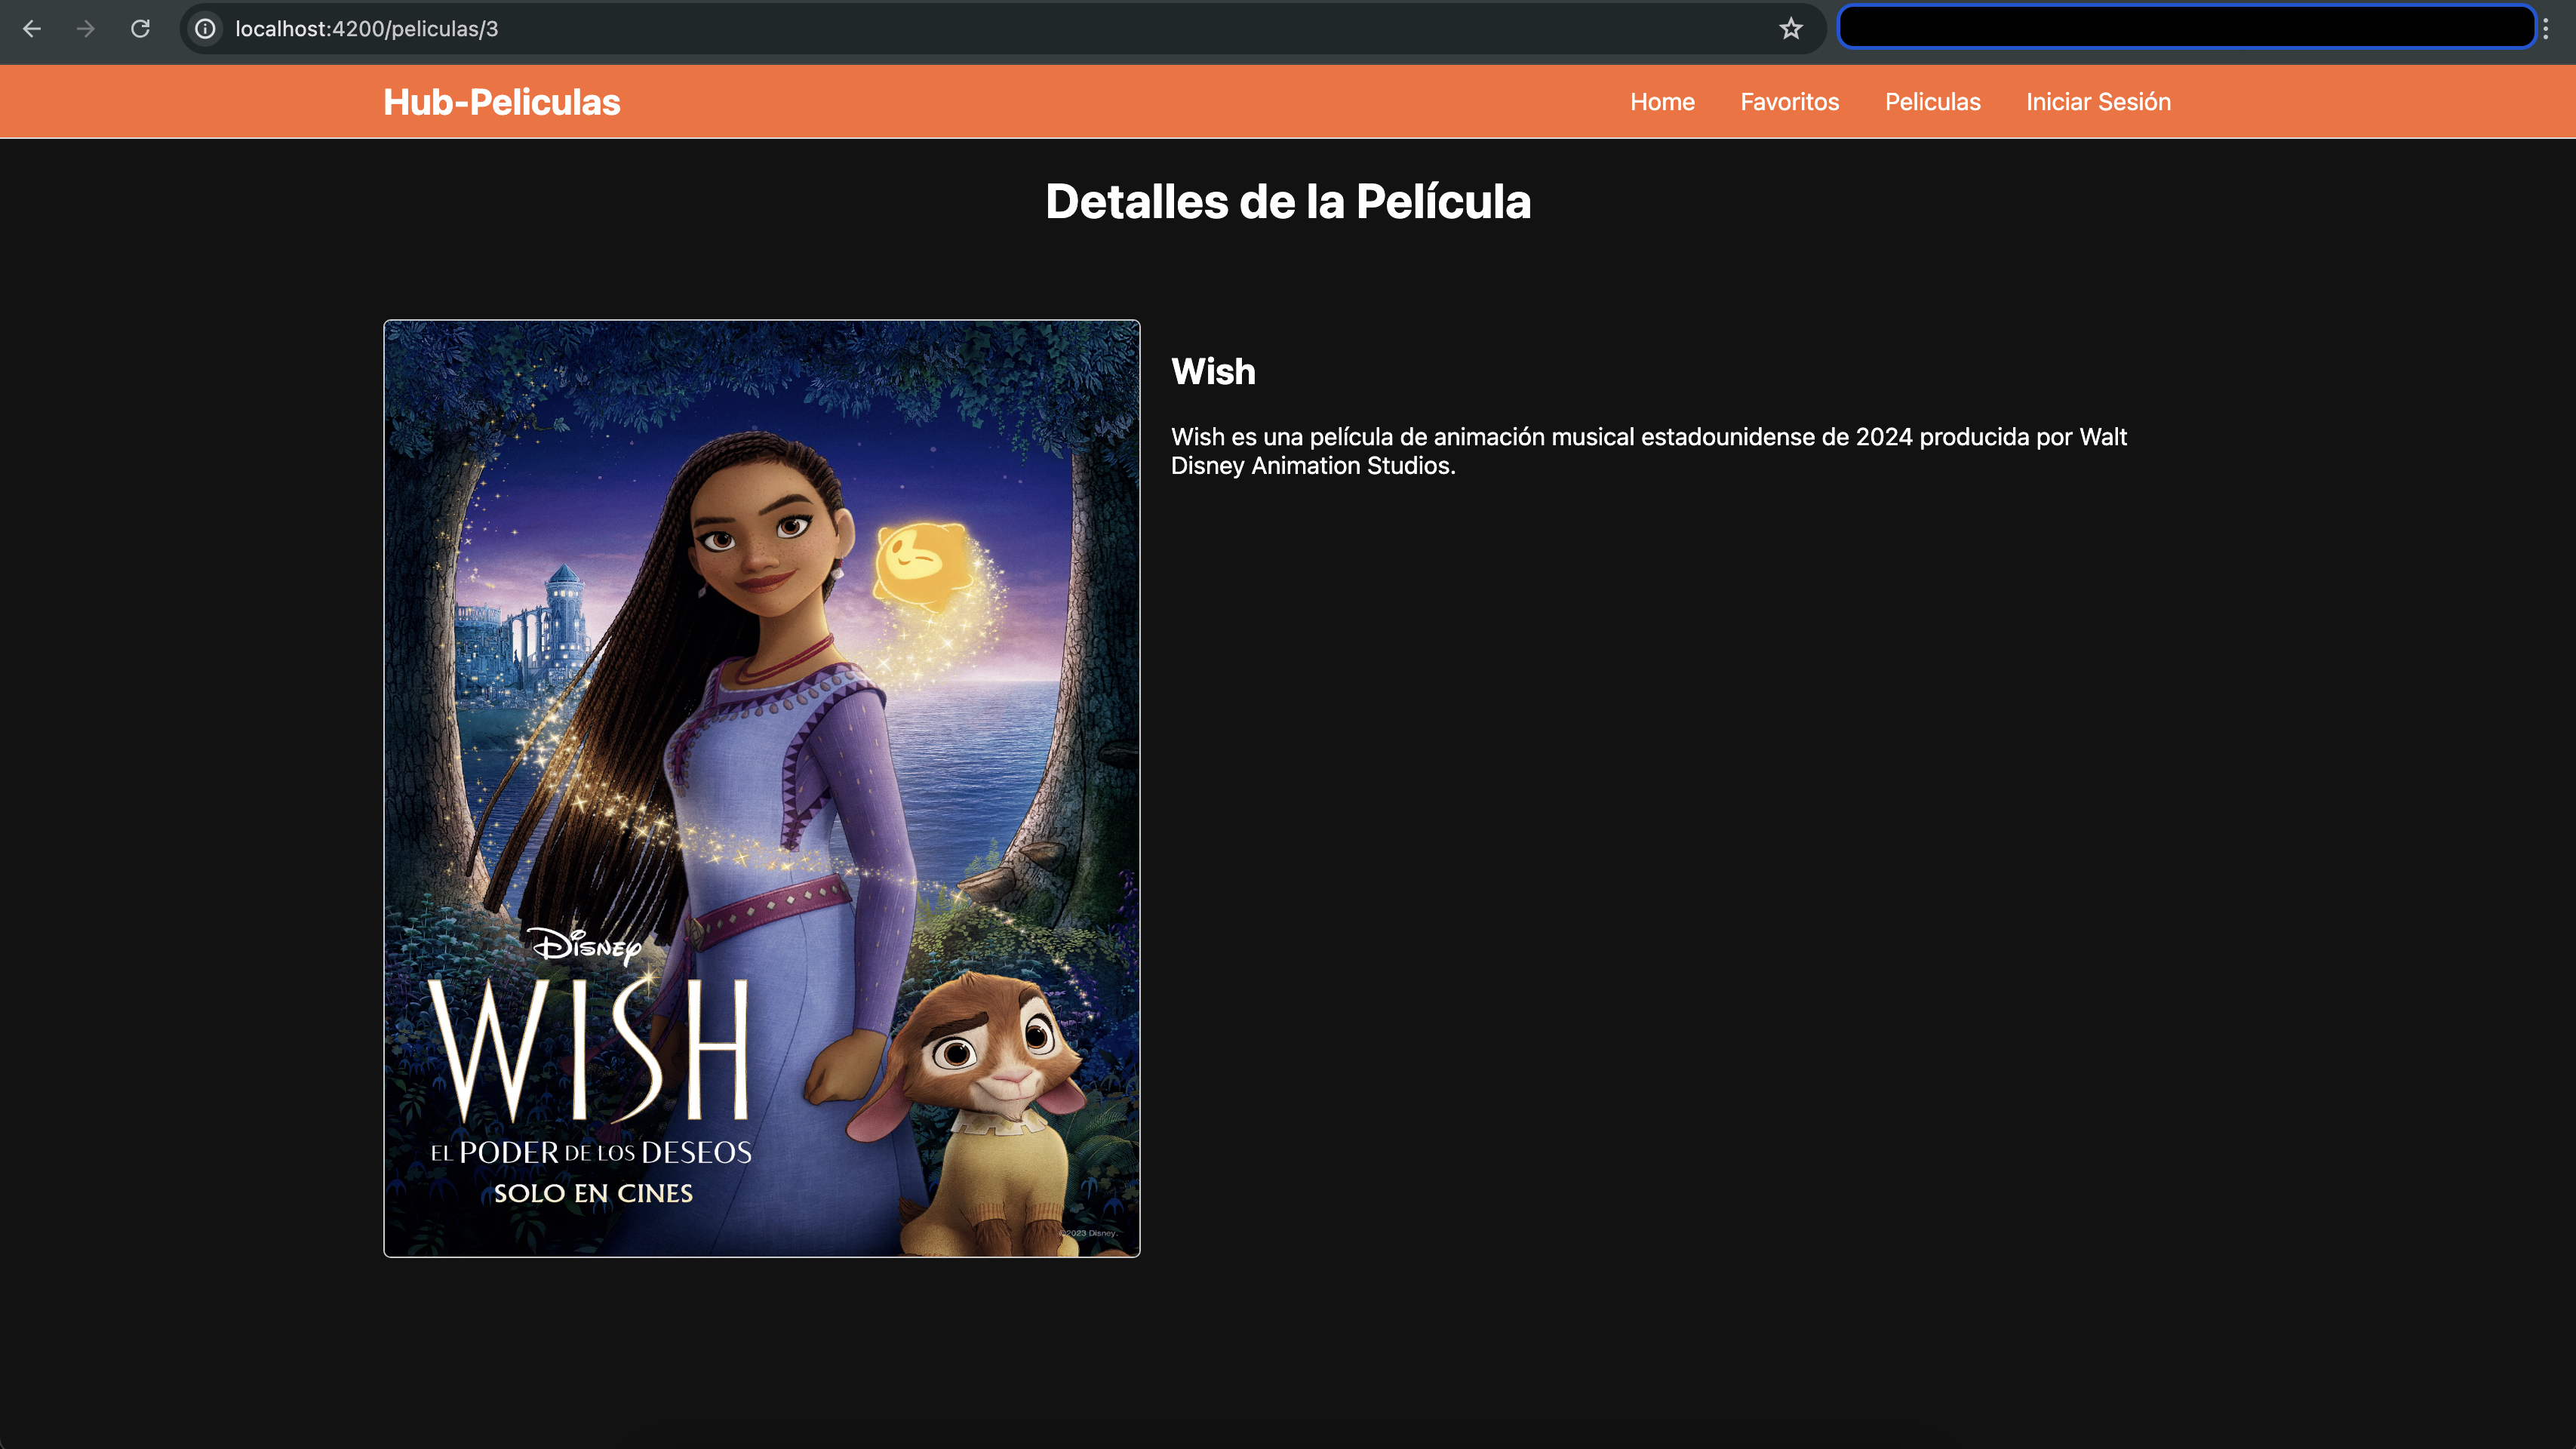 localhost:4200/peliculas/3
Hub-Peliculas
Home
Favoritos
Peliculas
Iniciar Sesión
Detalles de la Película
Wish
Wish es una película de animación musical estadounidense de 2024 producida por Walt
Disney Animation Studios.
Disney
WISH
EL PODER DE LOS DESEOS
SOLO EN CINES
©2023 Disney.